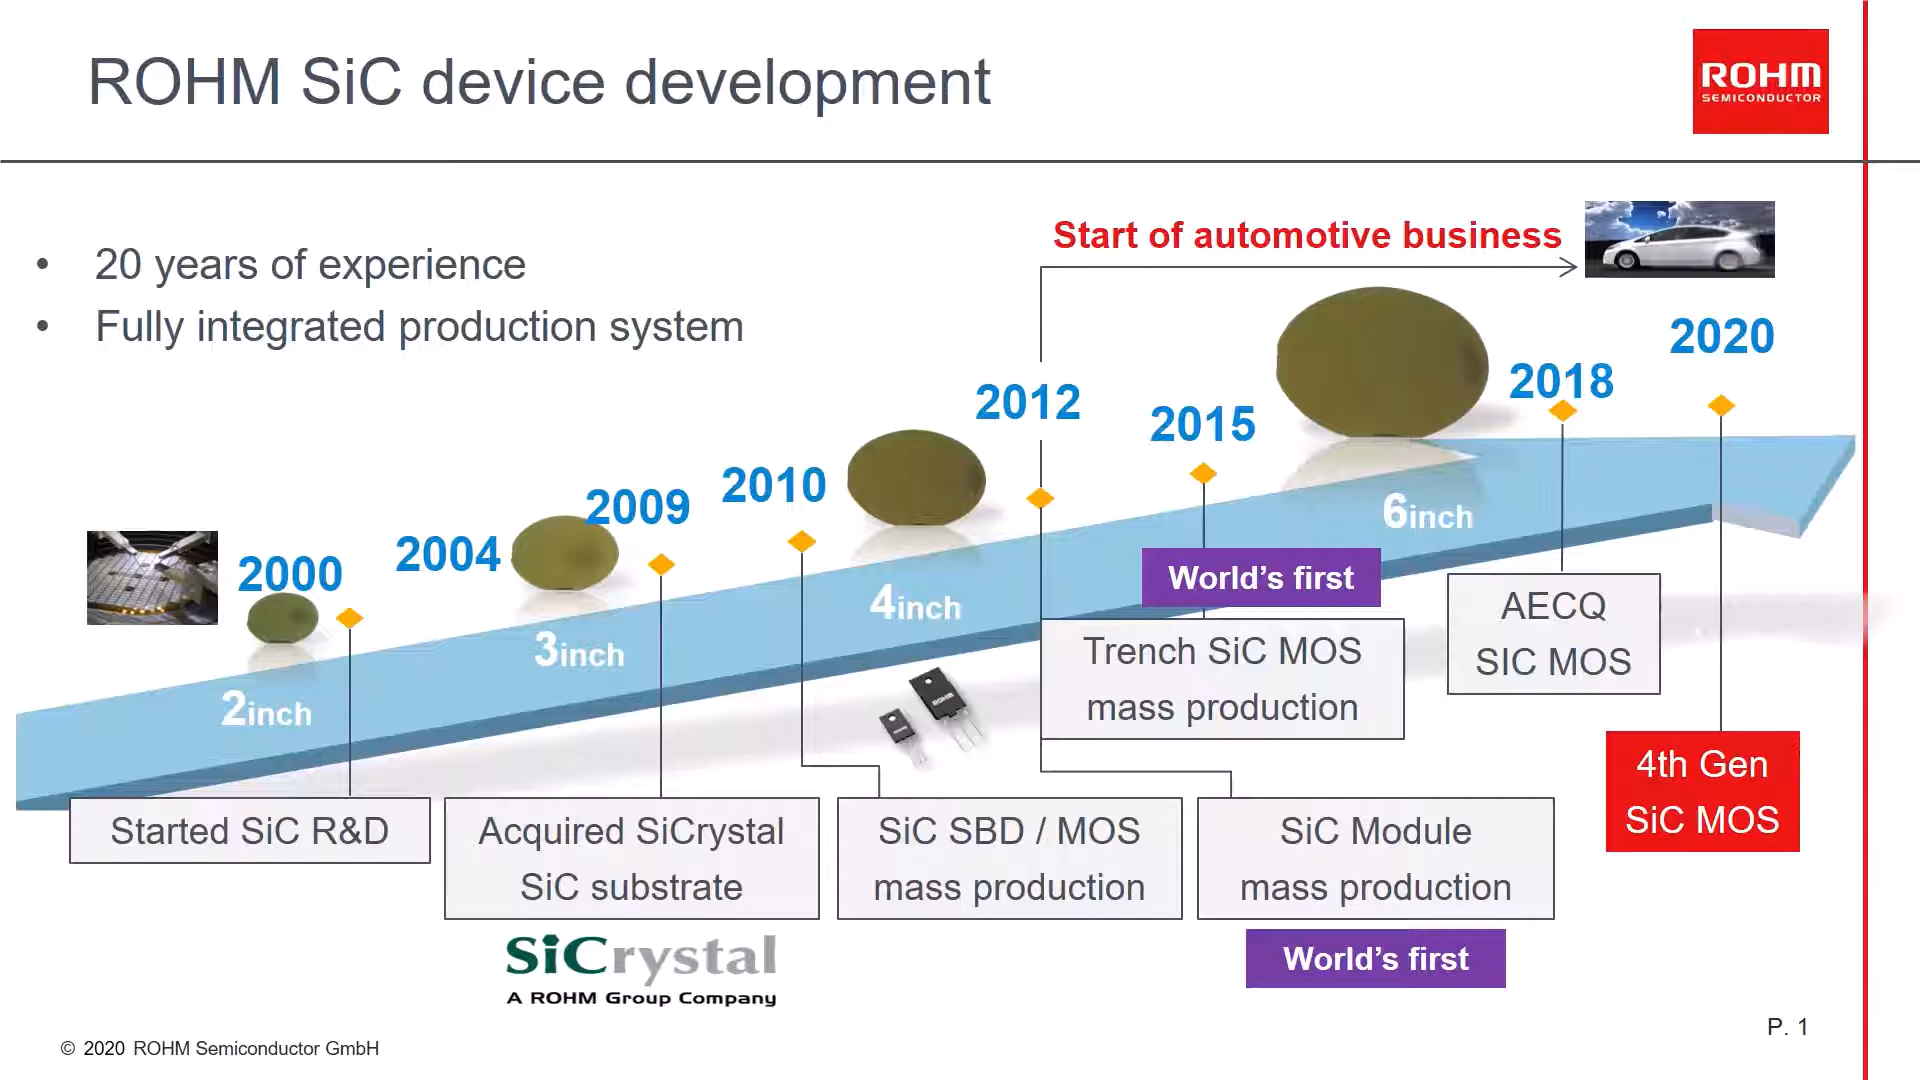 ROHM SiC device development
ROHM
SEMICONDUCTOR
• 20 years of experience
• Fully integrated production system
Start of automotive business
2000
2004
2009
2010
2012
2015
2018
2020
2inch
3inch
4inch
6inch
World's first
Trench SiC MOS
mass production
AECQ
SIC MOS
4th Gen
SiC MOS
ROHM
Started SiC R&D
Acquired SiCrystal
SiC substrate
SiC SBD / MOS
mass production
SiC Module
mass production
World's first
SiCrystal
A ROHM Group Company
P. 1
© 2020 ROHM Semiconductor GmbH